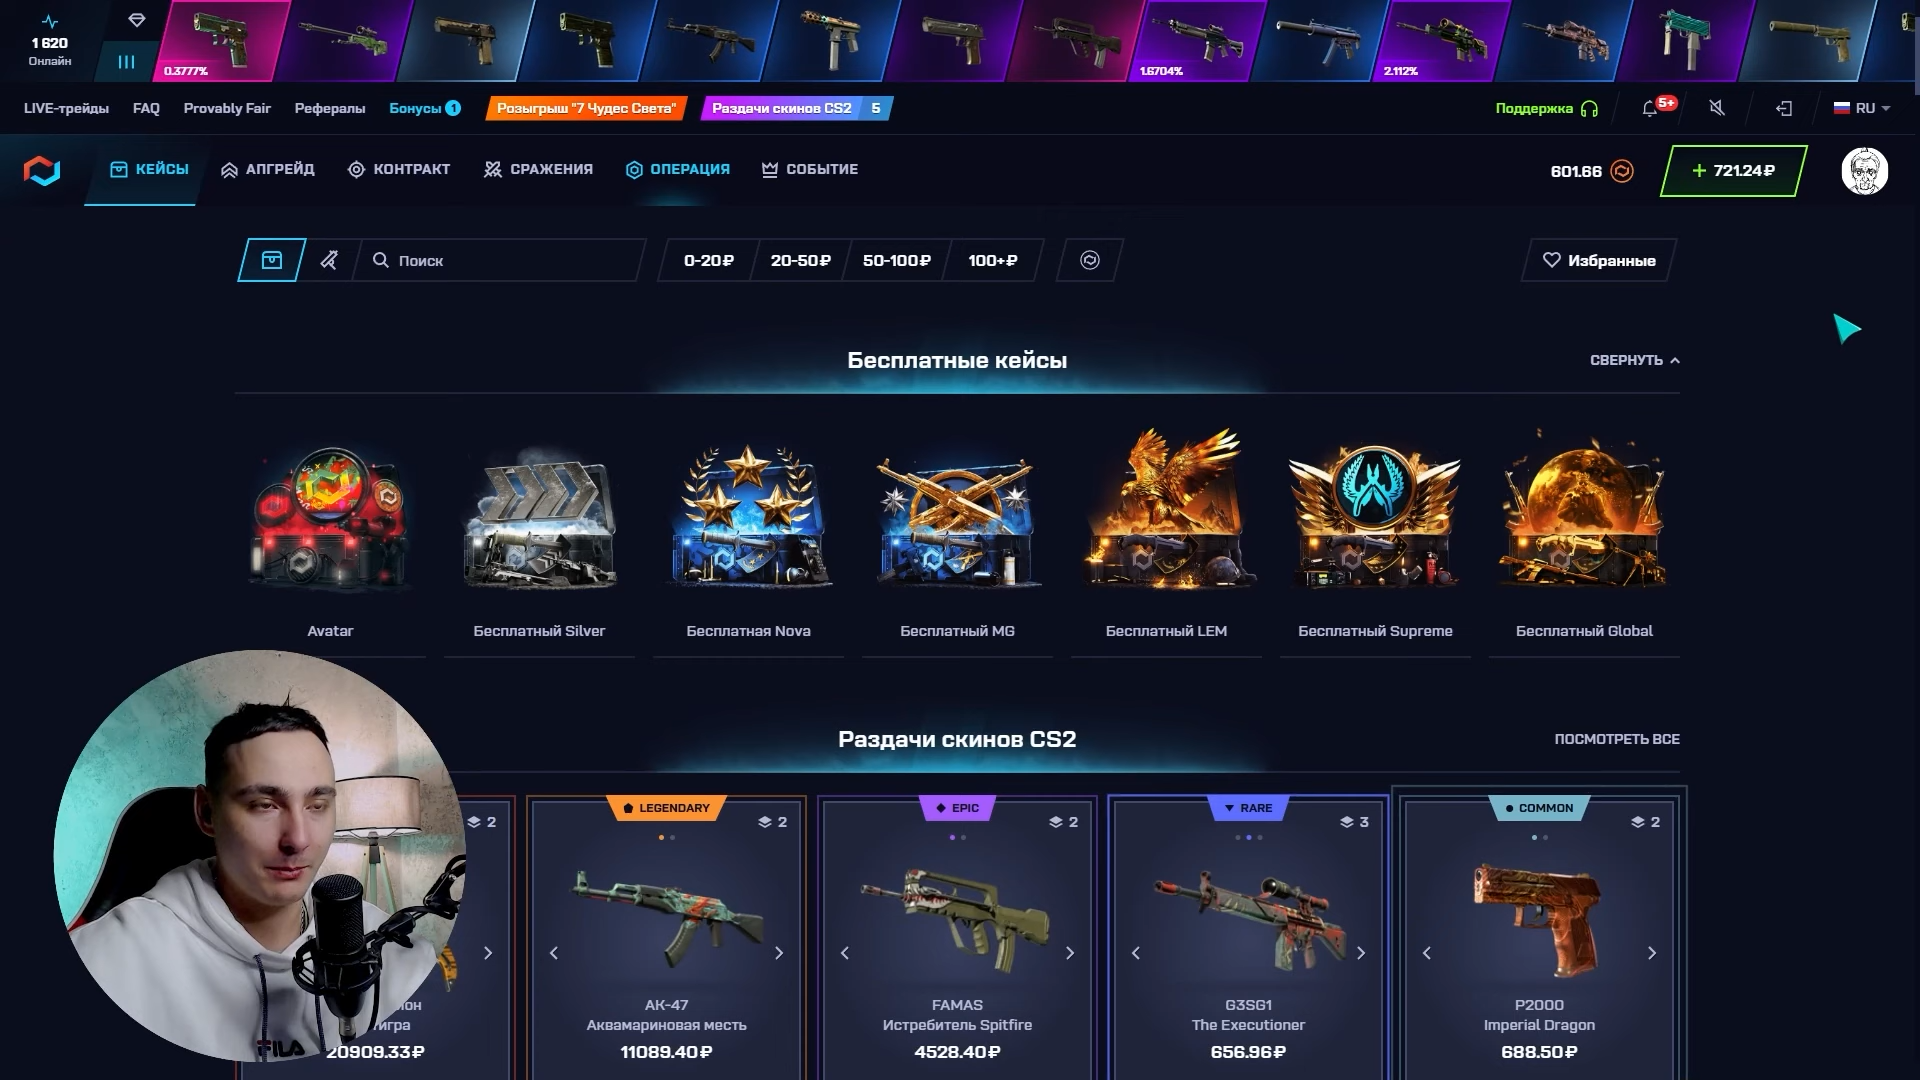 1 620
Онлайн
0.3777%
1.6704%
2.112%
LIVE-трейды
FAQ
Provably Fair
Рефералы
Бонусы 1
Розыгрыш "7 Чудес Света"
Раздачи скинов CS2 5
Поддержка
5+
RU
КЕЙСЫ
АПГРЕЙД
КОНТРАКТ
СРАЖЕНИЯ
ОПЕРАЦИЯ
СОБЫТИЕ
601.66
+ 721.24₽
Поиск
0-20₽
20-50₽
50-100₽
100+₽
Избранные
Бесплатные кейсы
СВЕРНУТЬ
Avatar
Бесплатный Silver
Бесплатная Nova
Бесплатный MG
Бесплатный LEM
Бесплатный Supreme
Бесплатный Global
Раздачи скинов CS2
ПОСМОТРЕТЬ ВСЕ
2
LEGENDARY
2
EPIC
2
RARE
3
COMMON
2
FILA
20909.33₽
AK-47
Аквамариновая месть
11089.40₽
FAMAS
Истребитель Spitfire
4528.40₽
G3SG1
The Executioner
656.96₽
P2000
Imperial Dragon
688.50₽